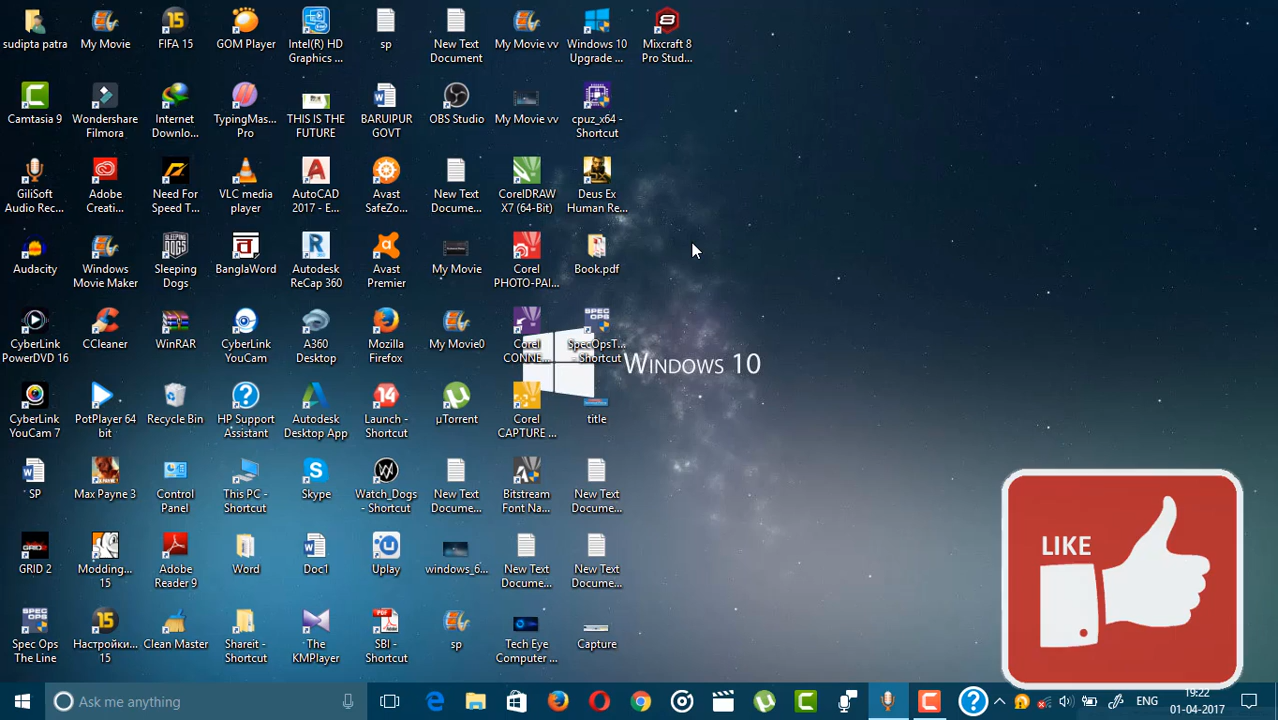 sudipta patra
My Movie
FIFA 15
GOM Player
Intel(R) HD
Graphics ...
sp
New Text
Document
My Movie vv
Windows 10
Upgrade ...
Mixcraft 8
Pro Stud...
Camtasia 9
Wondershare
Filmora
Internet
Downlo...
TypingMas...
Pro
THIS IS THE
FUTURE
BARUIPUR
GOVT
OBS Studio
My Movie vv
cpuz_x64 -
Shortcut
GiliSoft
Audio Rec...
Adobe
Creati...
Need For
Speed T...
VLC media
player
AutoCAD
2017 - E...
Avast
SafeZo...
New Text
Docume...
CorelDRAW
X7 (64-Bit)
Deus Ex
Human Re...
Audacity
Windows
Movie Maker
Sleeping
Dogs
BanglaWord
Autodesk
ReCap 360
Avast
Premier
My Movie
Corel
PHOTO-PAI...
Book.pdf
CyberLink
PowerDVD 16
CCleaner
WinRAR
CyberLink
YouCam
A360
Desktop
Mozilla
Firefox
My Movie0
Corel
CONNE...
SpecOpsT...
- Shortcut
WINDOWS 10
CyberLink
YouCam 7
PotPlayer 64
bit
Recycle Bin
HP Support
Assistant
Autodesk
Desktop App
Launch -
Shortcut
µTorrent
Corel
CAPTURE ...
title
SP
Max Payne 3
Control
Panel
This PC -
Shortcut
Skype
Watch_Dogs
- Shortcut
New Text
Docume...
Bitstream
Font Na...
New Text
Docume...
GRID 2
Modding...
15
Adobe
Reader 9
Word
Doc1
Uplay
windows_6...
New Text
Docume...
New Text
Docume...
LIKE
Spec Ops
The Line
Настройки...
15
Clean Master
Shareit -
Shortcut
The
KMPlayer
SBI -
Shortcut
sp
Tech Eye
Computer ...
Capture
Ask me anything
ENG
19:22
01-04-2017